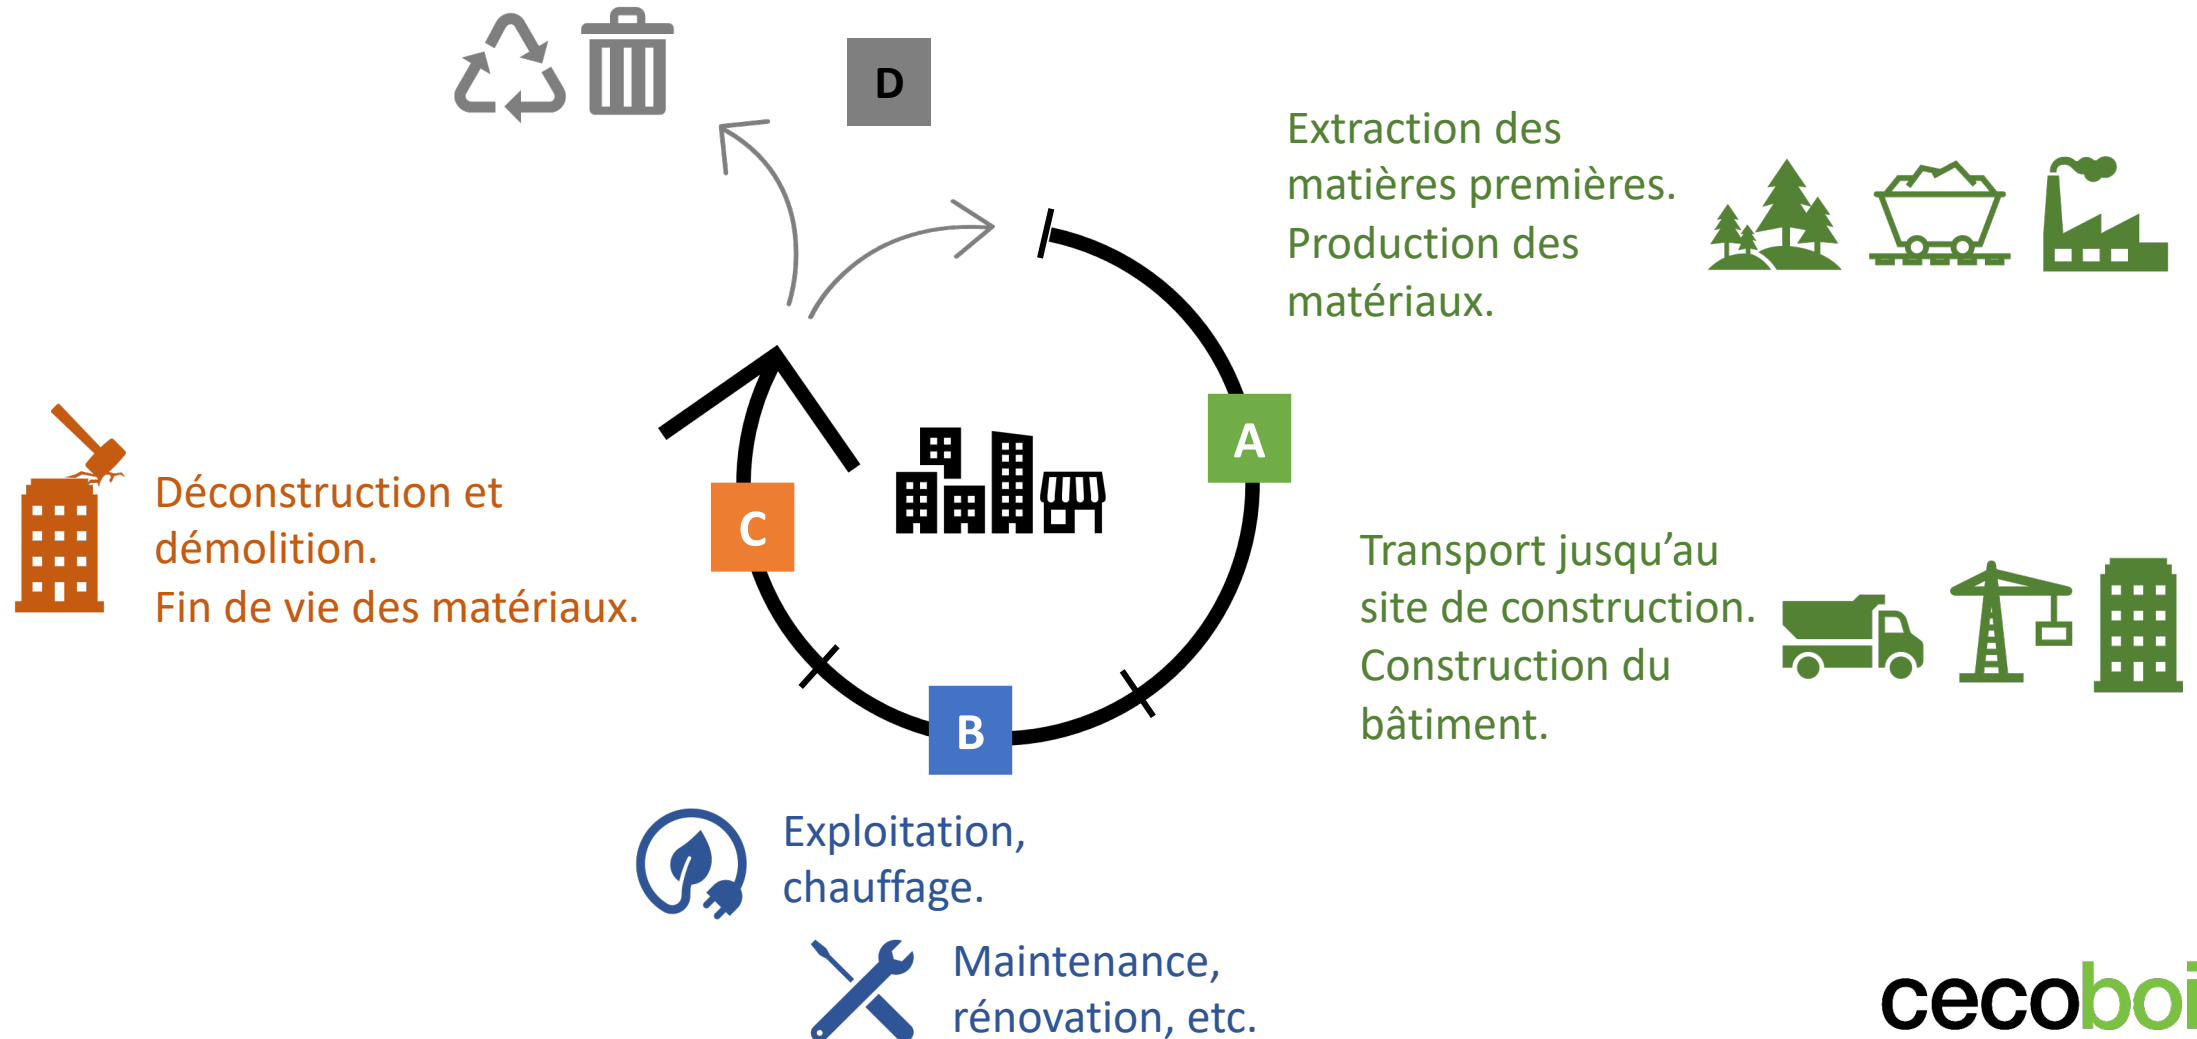 D
Extraction des
matières premières.
Production des
matériaux.
A
Déconstruction et
démolition.
Fin de vie des matériaux.
C
Transport jusqu’au
site de construction.
Construction du
bâtiment.
B
Exploitation,
chauffage.
Maintenance,
rénovation, etc.
cecoboi